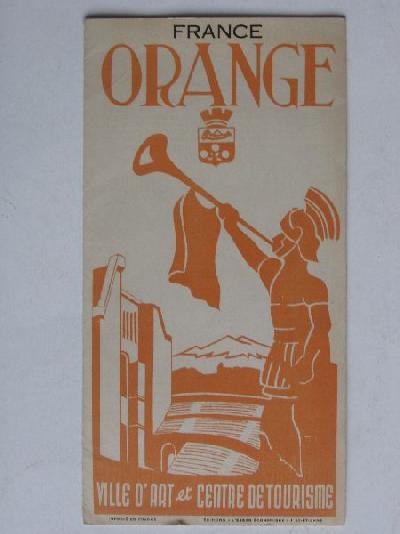 FRANCE
ORANGE
VILLE D'ART et CENTRE DE TOURISME